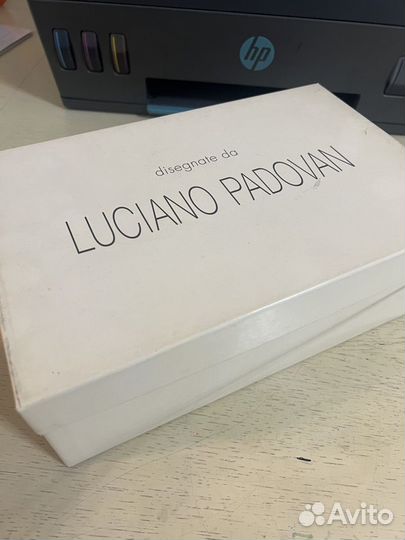 hp
disegnate da
LUCIANO PADOVAN
Avito